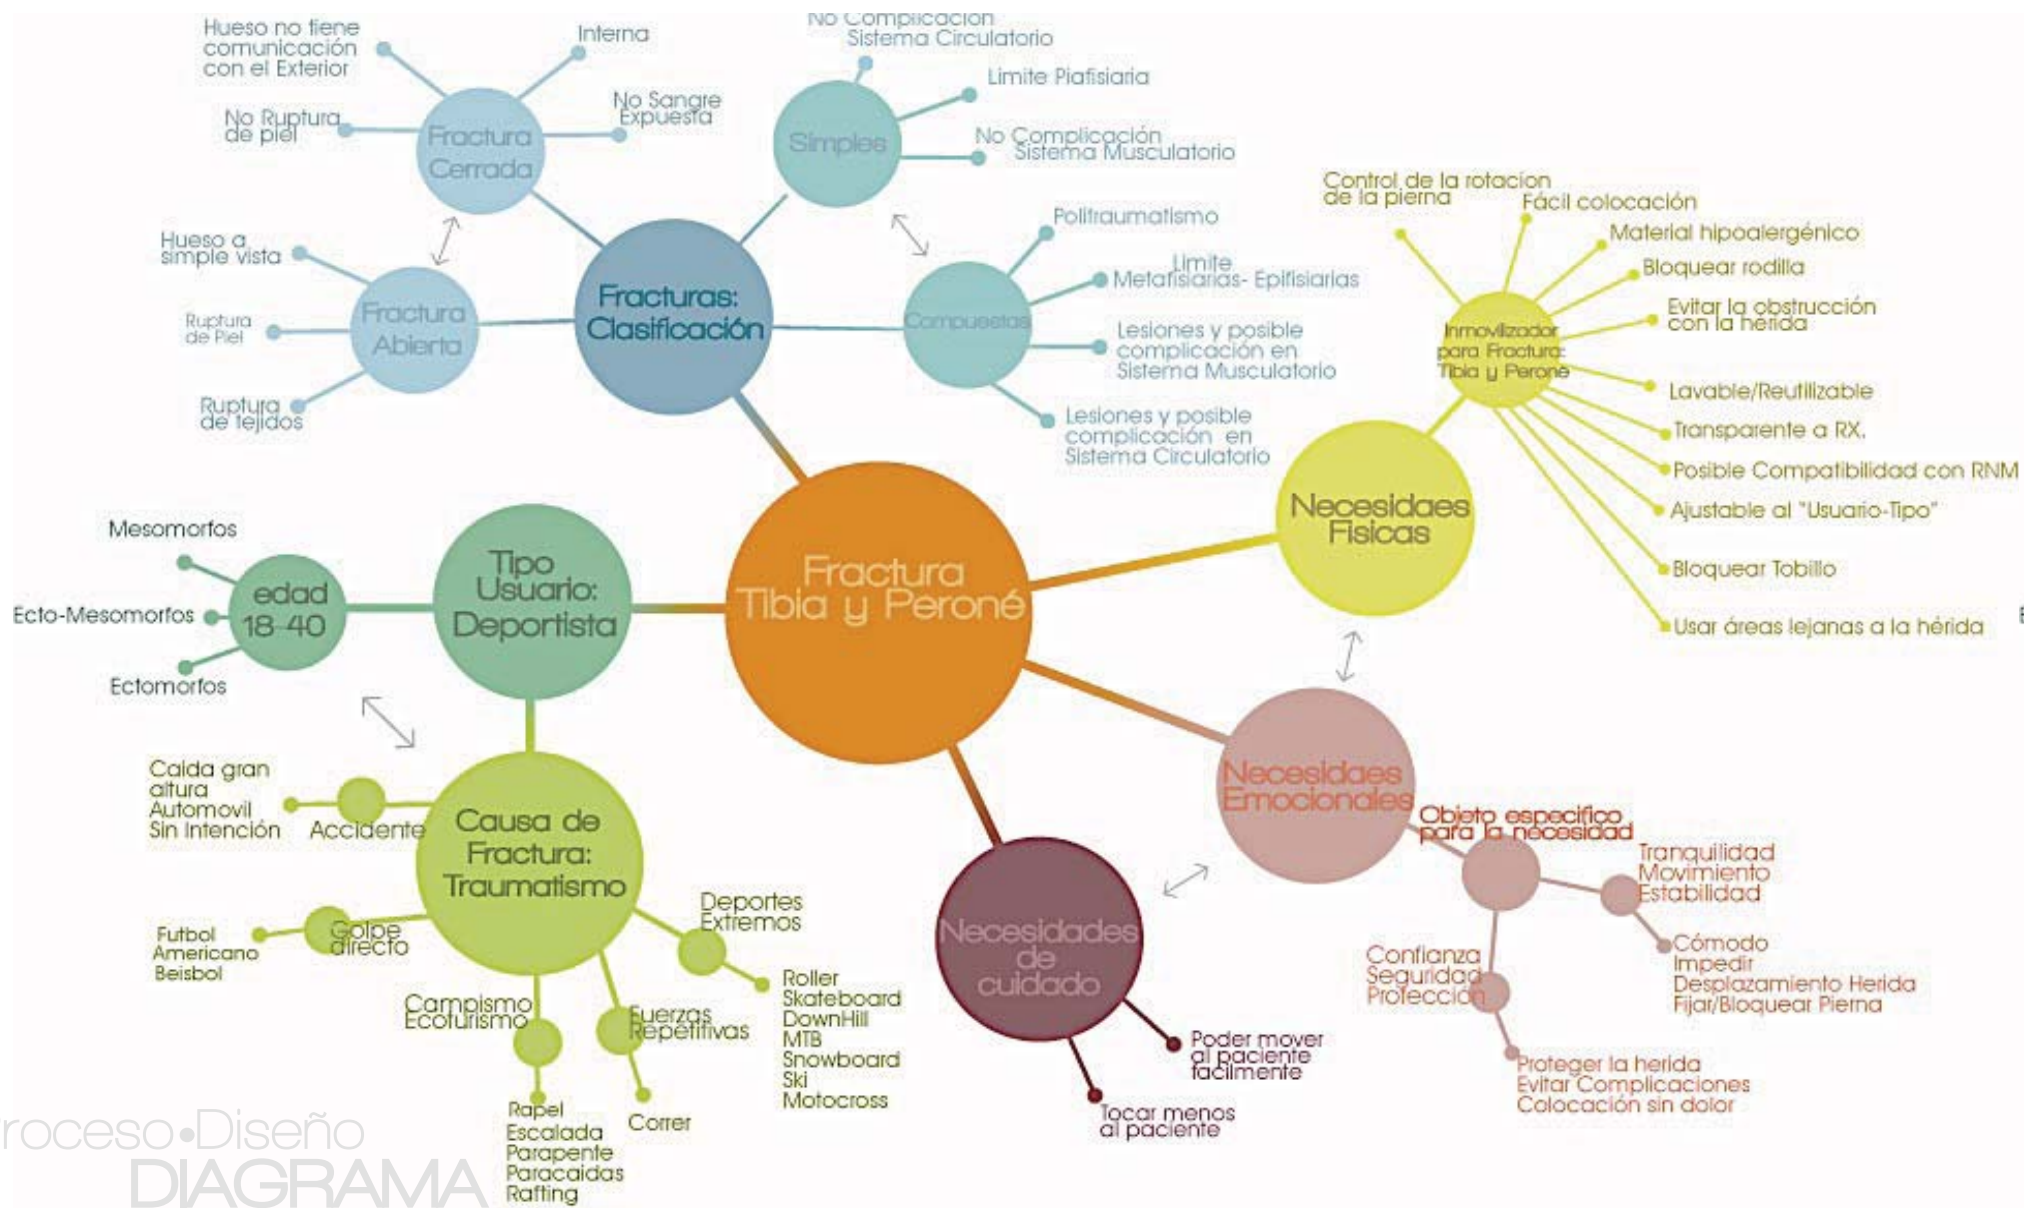 Hueso no tiene
comunicación
con el Exterior
Interna
No Ruptura
de piel
No Sangre
Expuesta
Fractura
Cerrada
No Complicación
Sistema Circulatorio
Limite Piafisiaria
No Complicación
Sistema Musculatorio
Simples
Hueso a
simple vista
Ruptura
de Piel
Ruptura
de tejidos
Fractura
Abierta
Fracturas:
Clasificación
Compuestas
Politraumatismo
Limite
Metafisiarias- Epifisiarias
Lesiones y posible
complicación en
Sistema Musculatorio
Lesiones y posible
complicación en
Sistema Circulatorio
Control de la rotacion
de la pierna
Fácil colocación
Material hipoalergénico
Bloquear rodilla
Evitar la obstrucción
con la hérida
Inmovilizador
para Fractura:
Tibia y Peroné
Lavable/Reutilizable
Transparente a RX.
Posible Compatibilidad con RNM
Ajustable al "Usuario-Tipo"
Bloquear Tobillo
Usar áreas lejanas a la hérida
Necesidaes
Fisicas
Fractura
Tibia y Peroné
Tipo
Usuario:
Deportista
edad
18-40
Mesomorfos
Ecto-Mesomorfos
Ectomorfos
Causa de
Fractura:
Traumatismo
Caida gran
altura
Automovil
Sin Intención
Accidente
Golpe
directo
Futbol
Americano
Beisbol
Campismo
Ecoturismo
Rapel
Escalada
Parapente
Paracaidas
Rafting
Fuerzas
Repetitivas
Correr
Deportes
Extremos
Roller
Skateboard
DownHill
MTB
Snowboard
Ski
Motocross
Necesidades
de
cuidado
Poder mover
al paciente
facilmente
Tocar menos
al paciente
Necesidaes
Emocionales
Objeto especifico
para la necesidad
Tranquilidad
Movimiento
Estabilidad
Cómodo
Impedir
Desplazamiento Herida
Fijar/Bloquear Pierna
Confianza
Seguridad
Protección
Proteger la herida
Evitar Complicaciones
Colocación sin dolor
roceso•Diseño
DIAGRAMA